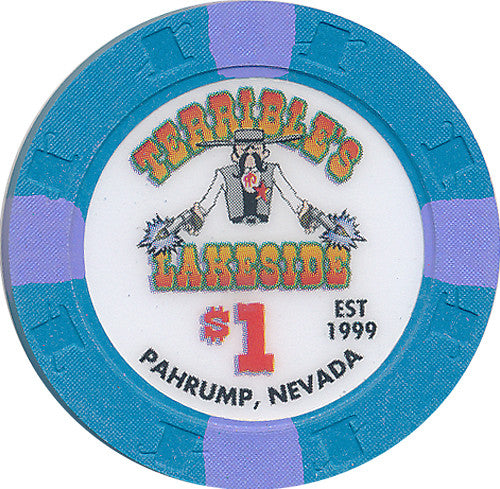 TERRIBLE'S
LAKESIDE
$1
EST
1999
PAHRUMP, NEVADA